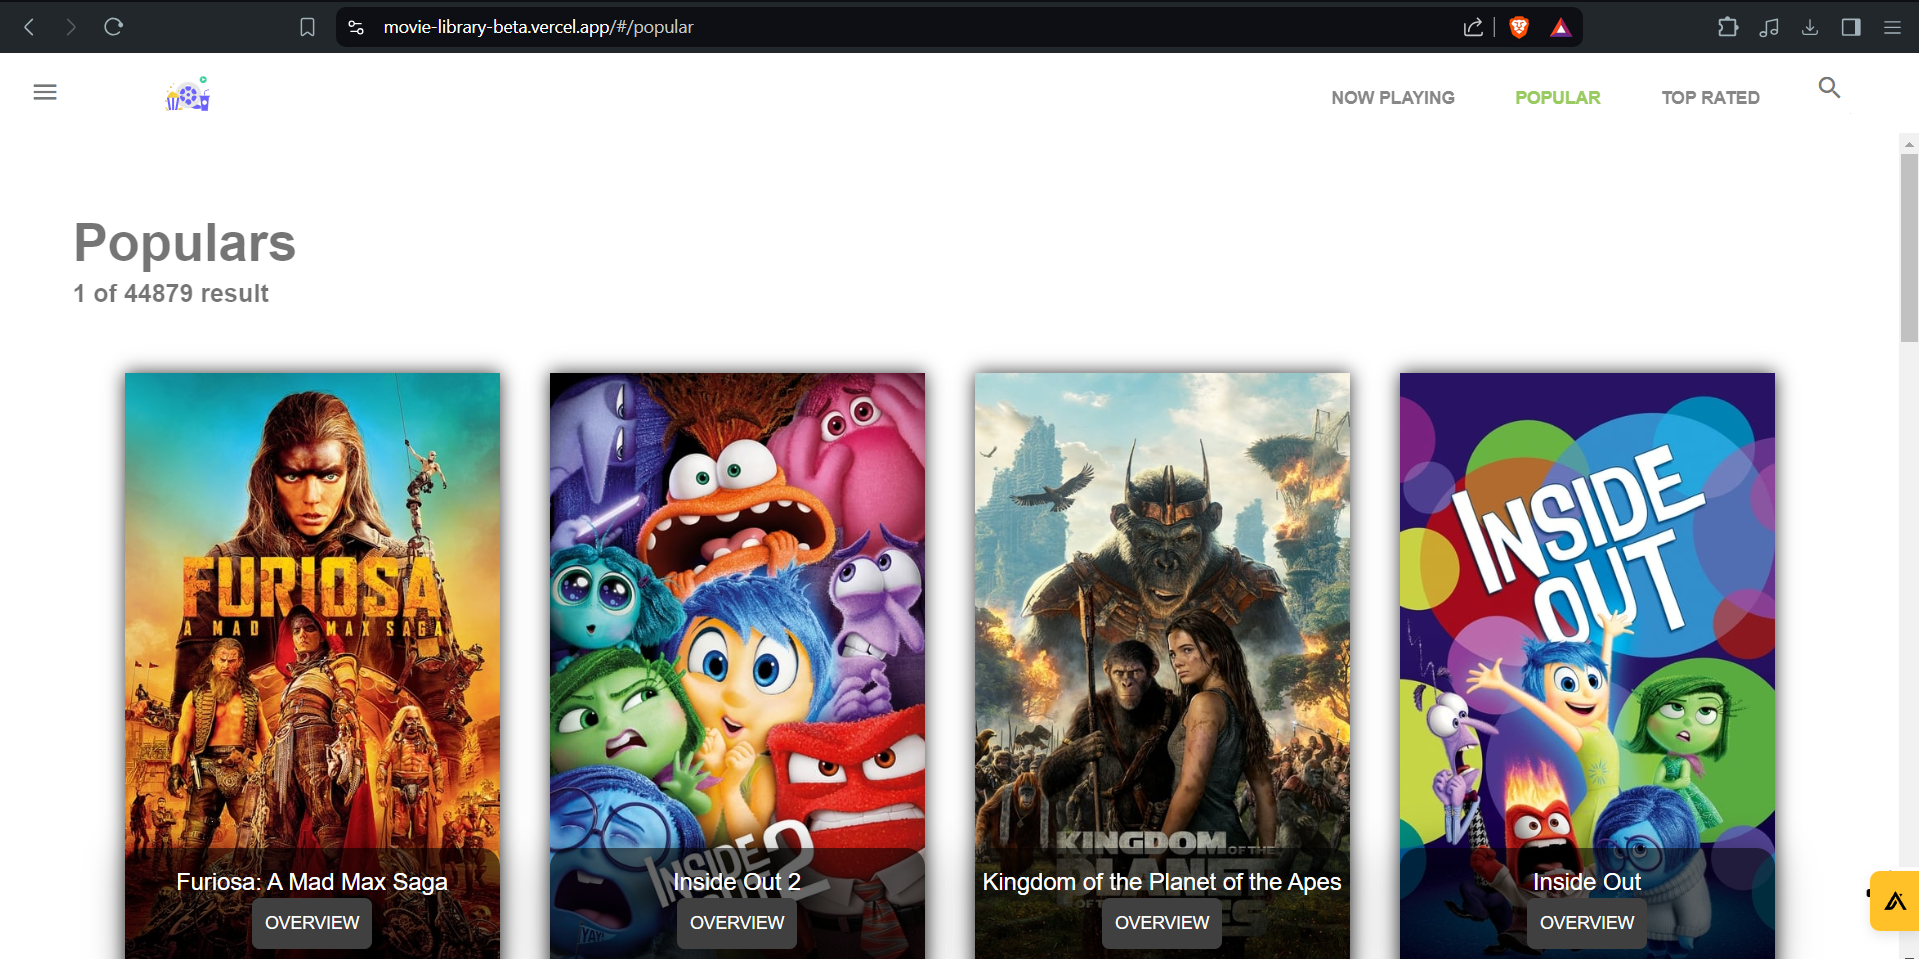 movie-library-beta.vercel.app/#/popular
NOW PLAYING
POPULAR
TOP RATED
Populars
1 of 44879 result
FURIOSA
A MAD MAX SAGA
Furiosa: A Mad Max Saga
OVERVIEW
INSIDE OUT 2
YAY!
Inside Out 2
OVERVIEW
KINGDOM OF THE
PLANET
OF THE APES
Kingdom of the Planet of the Apes
OVERVIEW
INSIDE
OUT
Inside Out
OVERVIEW